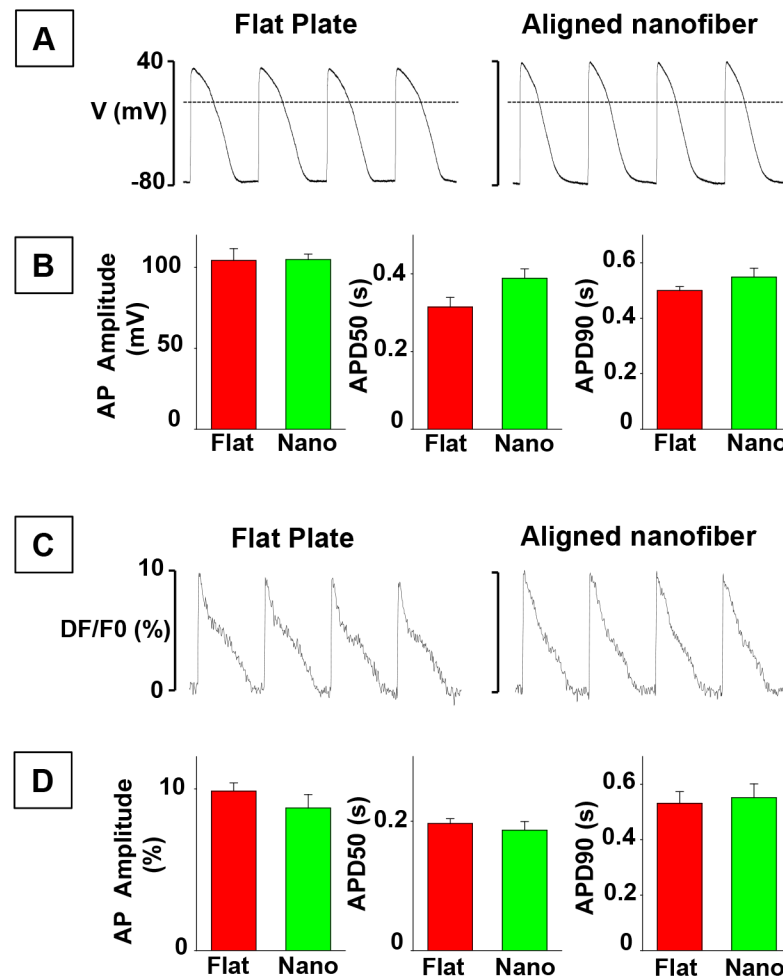 A
Flat Plate
Aligned nanofiber
40
V (mV)
-80
B
AP Amplitude
(mV)
100
50
0
Flat
Nano
APD50 (s)
0.4
0.2
0
Flat
Nano
APD90 (s)
0.6
0.4
0.2
0
Flat
Nano
C
Flat Plate
Aligned nanofiber
10
DF/F0 (%)
0
D
AP Amplitude
(%)
10
0
Flat
Nano
APD50 (s)
0.2
0
Flat
Nano
APD90 (s)
0.6
0.4
0.2
0
Flat
Nano